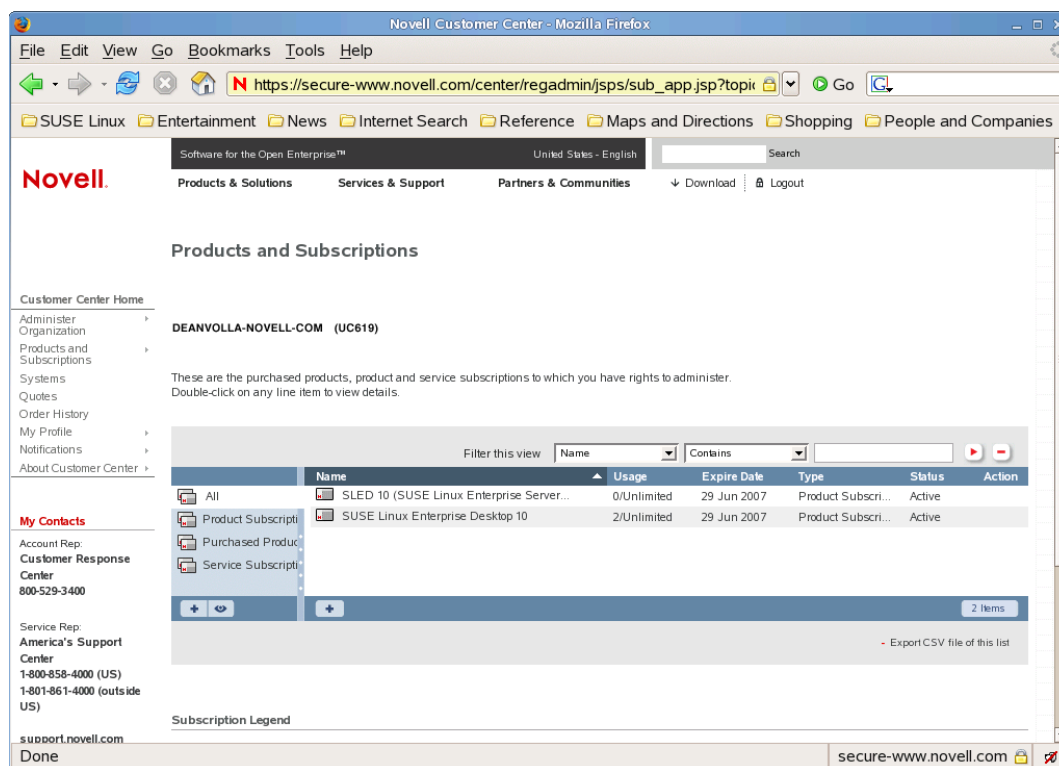 Novell Customer Center - Mozilla Firefox
File Edit View Go Bookmarks Tools Help
N https://secure-www.novell.com/center/regadmin/jsps/sub_app.jsp?topic Go G
SUSE Linux Entertainment News Internet Search Reference Maps and Directions Shopping People and Companies
Software for the Open Enterprise™ United States - English Search
Novell.
Products & Solutions Services & Support Partners & Communities Download Logout
Products and Subscriptions
Customer Center Home
Administer
Organization
Products and
Subscriptions
Systems
Quotes
Order History
My Profile
Notifications
About Customer Center
My Contacts
Account Rep:
Customer Response
Center
800-529-3400
Service Rep:
America's Support
Center
1-800-858-4000 (US)
1-801-861-4000 (outside
US)
support.novell.com
DEANVOLLA-NOVELL-COM (UC619)
These are the purchased products, product and service subscriptions to which you have rights to administer.
Double-click on any line item to view details.
Filter this view Name Contains
Name Usage Expire Date Type Status Action
All
Product Subscripti
Purchased Produc
Service Subscripti
SLED 10 (SUSE Linux Enterprise Server... 0/Unlimited 29 Jun 2007 Product Subscri... Active
SUSE Linux Enterprise Desktop 10 2/Unlimited 29 Jun 2007 Product Subscri... Active
2 Items
- Export CSV file of this list
Subscription Legend
Done secure-www.novell.com